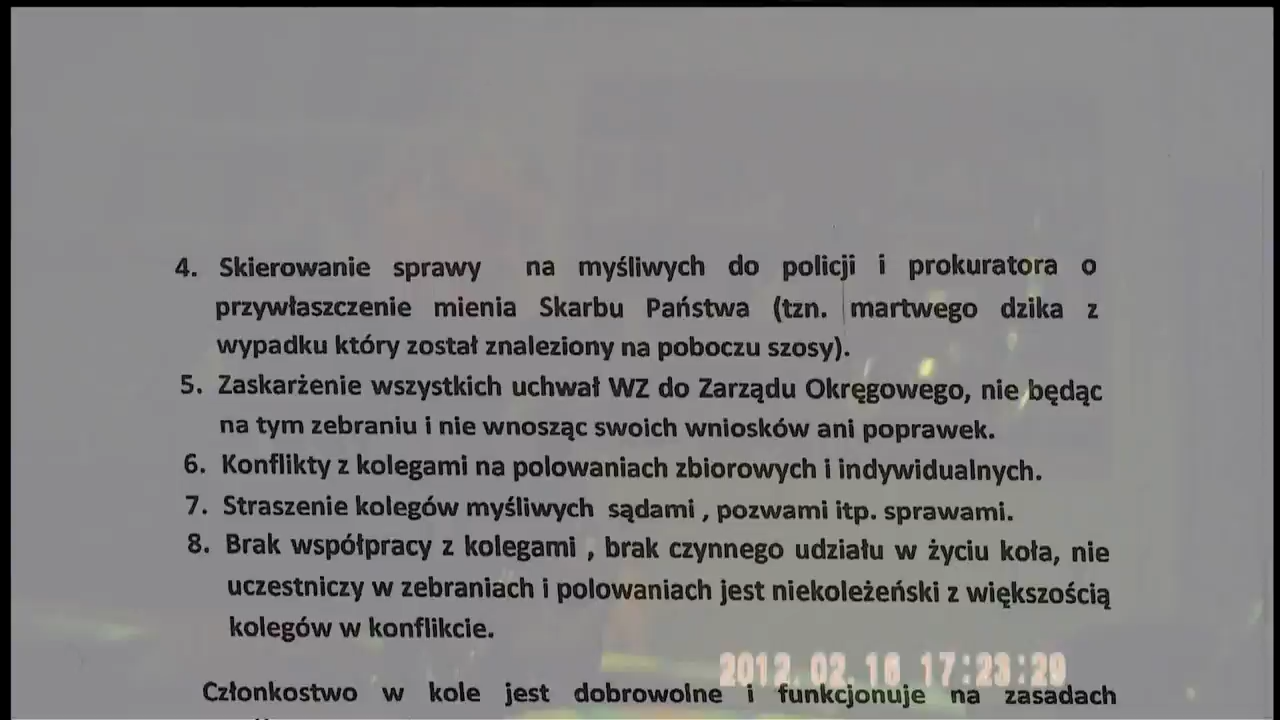 4. Skierowanie sprawy na myśliwych do policji i prokuratora o
przywłaszczenie mienia Skarbu Państwa (tzn. martwego dzika z
wypadku który został znaleziony na poboczu szosy).
5. Zaskarżenie wszystkich uchwał WZ do Zarządu Okręgowego, nie będąc
na tym zebraniu i nie wnosząc swoich wniosków ani poprawek.
6. Konflikty z kolegami na polowaniach zbiorowych i indywidualnych.
7. Straszenie kolegów myśliwych sądami , pozwami itp. sprawami.
8. Brak współpracy z kolegami , brak czynnego udziału w życiu koła, nie
uczestniczy w zebraniach i polowaniach jest niekoleżeński z większością
kolegów w konflikcie.
2012. 02. 16 17:23:29
Członkostwo w kole jest dobrowolne i funkcjonuje na zasadach